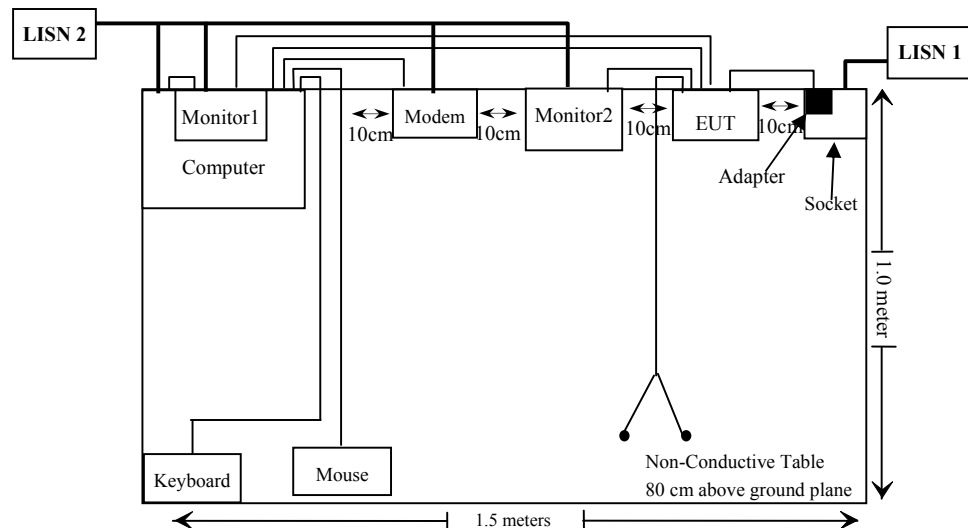 LISN 2
LISN 1
Monitor1
Modem
Monitor2
EUT
10cm
10cm
10cm
10cm
Computer
Adapter
Socket
1.0 meter
Keyboard
Mouse
Non-Conductive Table
80 cm above ground plane
1.5 meters